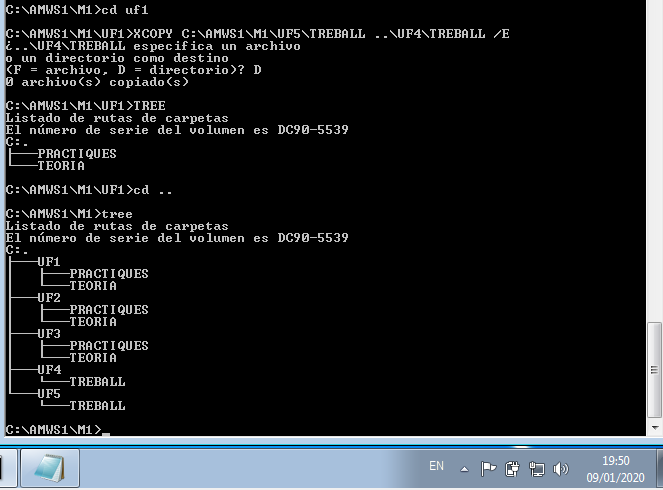 C:\AMWS1\M1>cd uf1
C:\AMWS1\M1\UF1>XCOPY C:\AMWS1\M1\UF5\TREBALL ..\UF4\TREBALL /E
¿..\UF4\TREBALL especifica un archivo
o un directorio como destino
(F = archivo, D = directorio)? D
0 archivo(s) copiado(s)
C:\AMWS1\M1\UF1>TREE
Listado de rutas de carpetas
El número de serie del volumen es DC90-5539
C:.
├───PRACTIQUES
└───TEORIA
C:\AMWS1\M1\UF1>cd ..
C:\AMWS1\M1>tree
Listado de rutas de carpetas
El número de serie del volumen es DC90-5539
C:.
├───UF1
│   ├───PRACTIQUES
│   └───TEORIA
├───UF2
│   ├───PRACTIQUES
│   └───TEORIA
├───UF3
│   ├───PRACTIQUES
│   └───TEORIA
├───UF4
│   └───TREBALL
└───UF5
    └───TREBALL
C:\AMWS1\M1>_
EN
19:50
09/01/2020